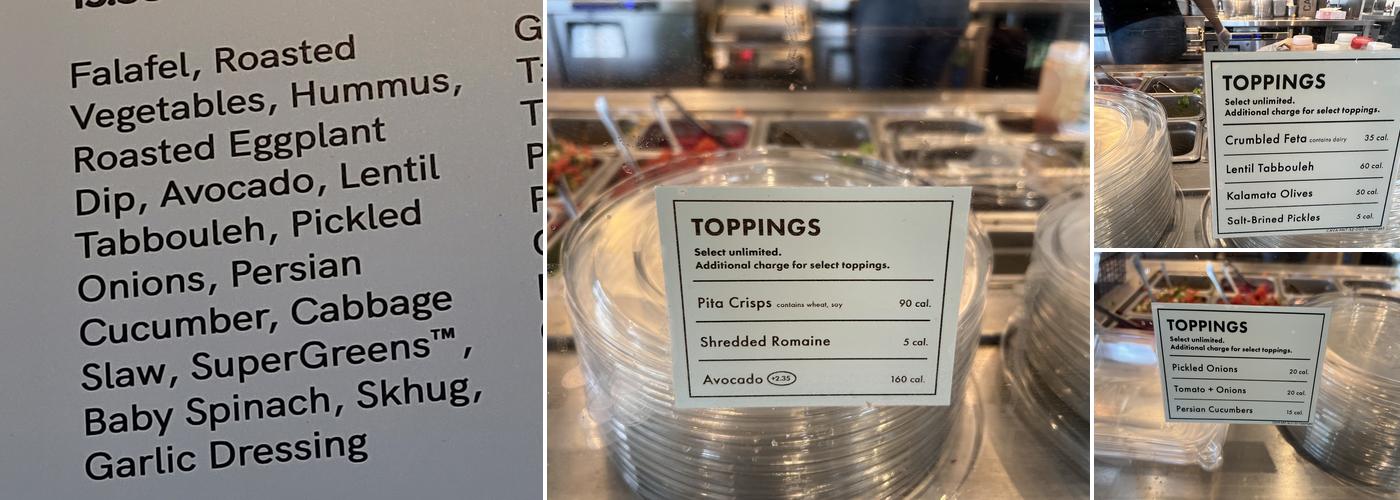 Falafel, Roasted
Vegetables, Hummus,
Roasted Eggplant
Dip, Avocado, Lentil
Tabbouleh, Pickled
Onions, Persian
Cucumber, Cabbage
Slaw, SuperGreens™,
Baby Spinach, Skhug,
Garlic Dressing
TOPPINGS
Select unlimited.
Additional charge for select toppings.
Pita Crisps contains wheat, soy 90 cal.
Shredded Romaine 5 cal.
Avocado +2.35 160 cal.
TOPPINGS
Select unlimited.
Additional charge for select toppings.
Crumbled Feta contains dairy 35 cal.
Lentil Tabbouleh 60 cal.
Kalamata Olives 50 cal.
Salt-Brined Pickles 5 cal.
TOPPINGS
Select unlimited.
Additional charge for select toppings.
Pickled Onions 20 cal.
Tomato + Onions 20 cal.
Persian Cucumbers 15 cal.